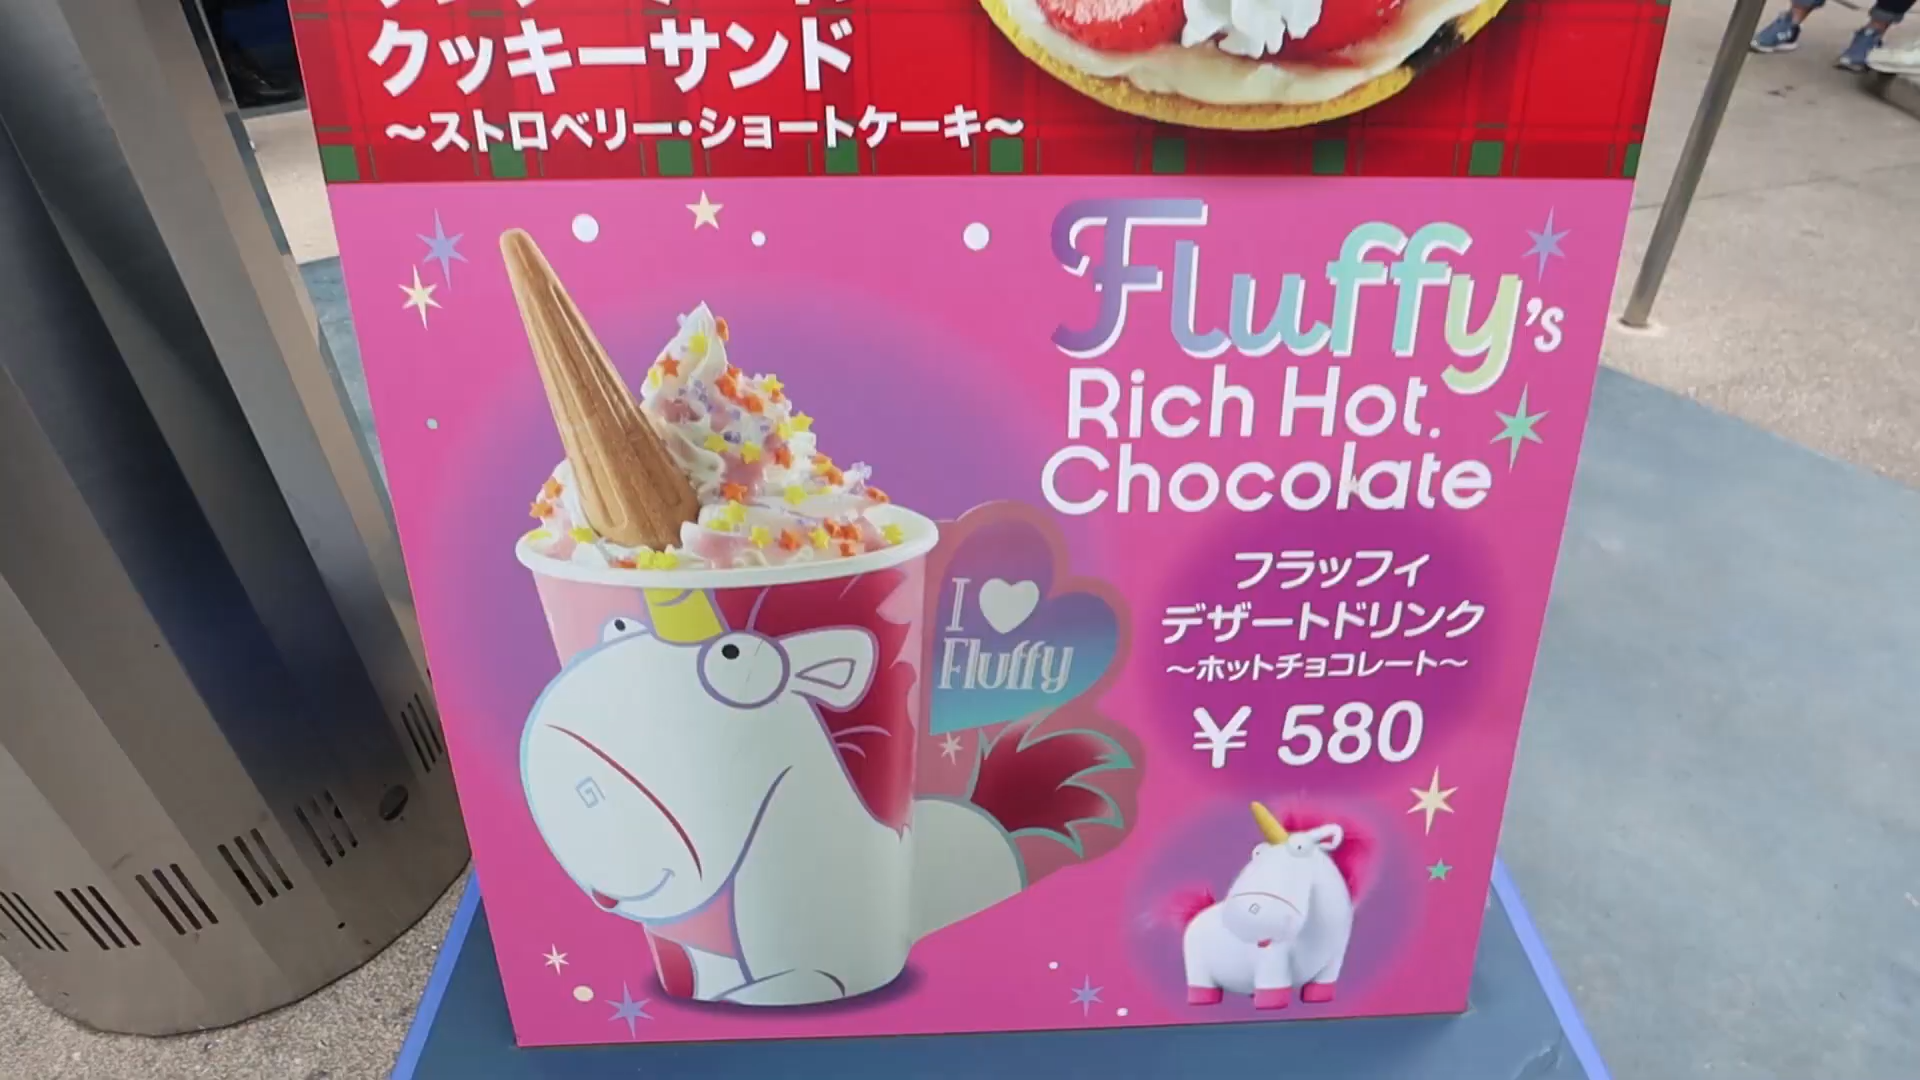 クッキーサンド
〜ストロベリー・ショートケーキ〜
Fluffy's
Rich Hot
Chocolate
I
Fluffy
フラッフィ
デザートドリンク
〜ホットチョコレート〜
¥ 580